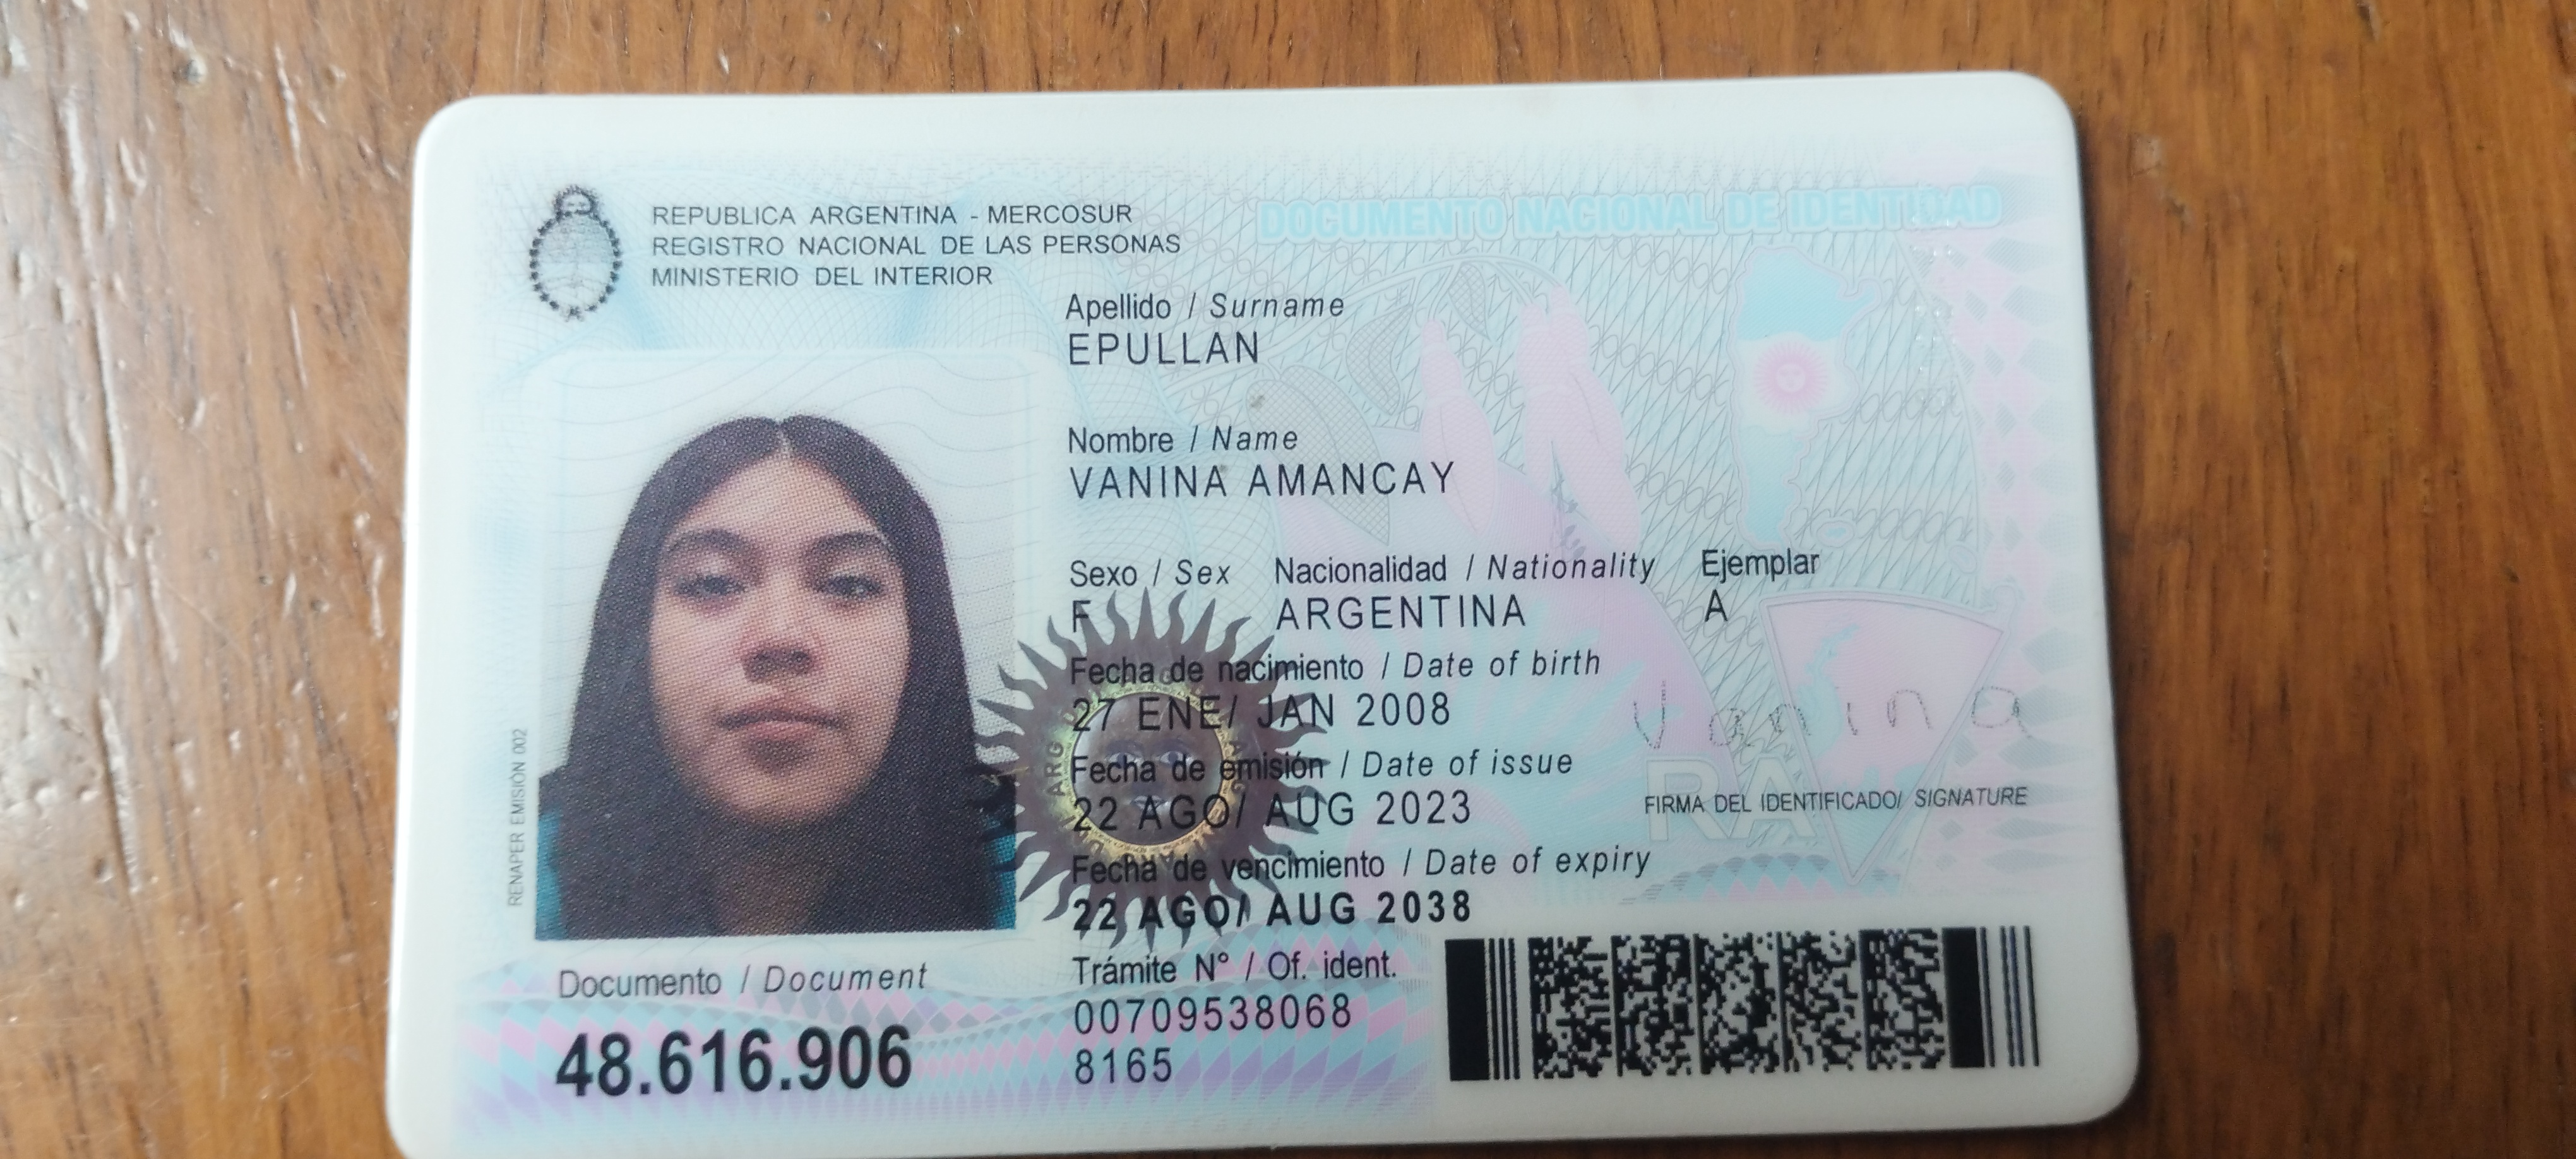 REPUBLICA ARGENTINA - MERCOSUR
REGISTRO NACIONAL DE LAS PERSONAS
MINISTERIO DEL INTERIOR
DOCUMENTO NACIONAL DE IDENTIDAD
Apellido / Surname
EPULLAN
Nombre / Name
VANINA AMANCAY
Sexo / Sex Nacionalidad / Nationality Ejemplar
F ARGENTINA A
Fecha de nacimiento / Date of birth
27 ENE/ JAN 2008
Fecha de emisión / Date of issue
22 AGO/ AUG 2023
Fecha de vencimiento / Date of expiry
22 AGO/ AUG 2038
Vanina
FIRMA DEL IDENTIFICADO/ SIGNATURE
Trámite N° / Of. ident.
00709538068
8165
RENAPER EMISIÓN 002
Documento / Document
48.616.906
ARG
RA